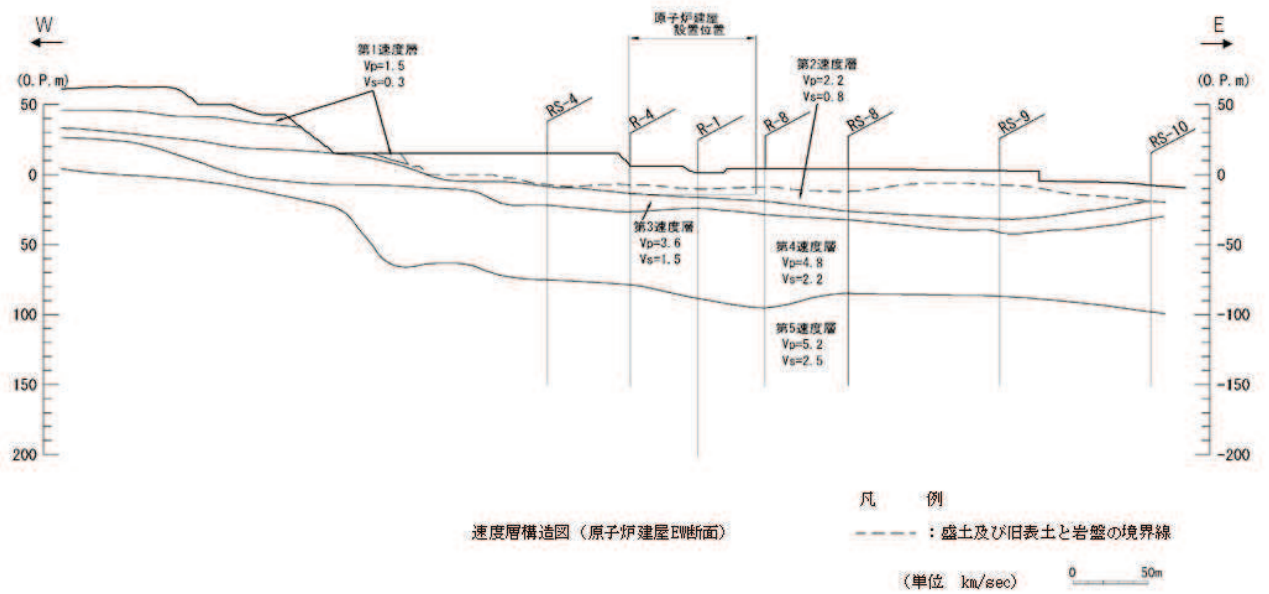 原子炉建屋
設置位置
W
E
第1速度層
Vp=1.5
Vs=0.3
第2速度層
Vp=2.2
Vs=0.8
(O.P.m)
(O.P.m)
RS-4
R-4
R-1
R-8
RS-8
RS-9
RS-10
50
0
50
100
150
200
50
0
-50
-100
-150
-200
第3速度層
Vp=3.6
Vs=1.5
第4速度層
Vp=4.8
Vs=2.2
第5速度層
Vp=5.2
Vs=2.5
速度層構造図（原子炉建屋EW断面）
凡 例
：盛土及び旧表土と岩盤の境界線
（単位 km/sec）
0 50m